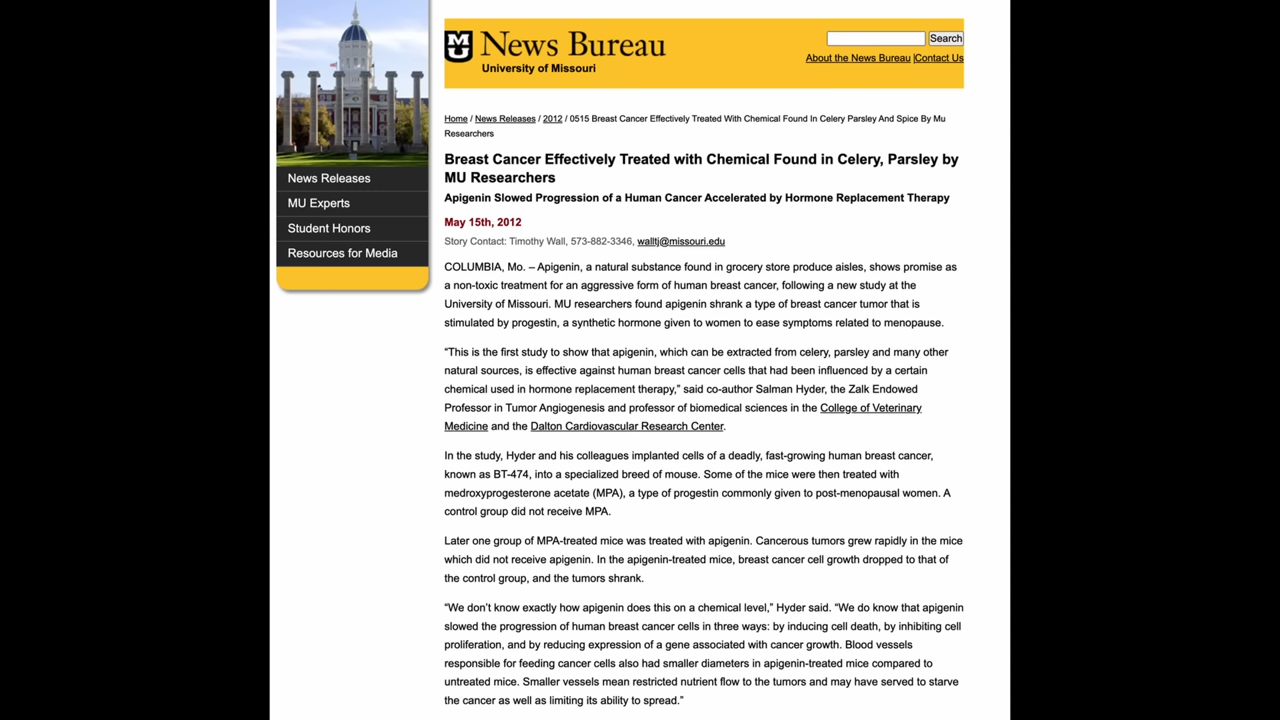 MU News Bureau
University of Missouri
Search
About the News Bureau |Contact Us
News Releases
MU Experts
Student Honors
Resources for Media
Home / News Releases / 2012 / 0515 Breast Cancer Effectively Treated With Chemical Found In Celery Parsley And Spice By Mu
Researchers
Breast Cancer Effectively Treated with Chemical Found in Celery, Parsley by
MU Researchers
Apigenin Slowed Progression of a Human Cancer Accelerated by Hormone Replacement Therapy
May 15th, 2012
Story Contact: Timothy Wall, 573-882-3346, walltj@missouri.edu
COLUMBIA, Mo. – Apigenin, a natural substance found in grocery store produce aisles, shows promise as
a non-toxic treatment for an aggressive form of human breast cancer, following a new study at the
University of Missouri. MU researchers found apigenin shrank a type of breast cancer tumor that is
stimulated by progestin, a synthetic hormone given to women to ease symptoms related to menopause.
“This is the first study to show that apigenin, which can be extracted from celery, parsley and many other
natural sources, is effective against human breast cancer cells that had been influenced by a certain
chemical used in hormone replacement therapy,” said co-author Salman Hyder, the Zalk Endowed
Professor in Tumor Angiogenesis and professor of biomedical sciences in the College of Veterinary
Medicine and the Dalton Cardiovascular Research Center.
In the study, Hyder and his colleagues implanted cells of a deadly, fast-growing human breast cancer,
known as BT-474, into a specialized breed of mouse. Some of the mice were then treated with
medroxyprogesterone acetate (MPA), a type of progestin commonly given to post-menopausal women. A
control group did not receive MPA.
Later one group of MPA-treated mice was treated with apigenin. Cancerous tumors grew rapidly in the mice
which did not receive apigenin. In the apigenin-treated mice, breast cancer cell growth dropped to that of
the control group, and the tumors shrank.
“We don’t know exactly how apigenin does this on a chemical level,” Hyder said. “We do know that apigenin
slowed the progression of human breast cancer cells in three ways: by inducing cell death, by inhibiting cell
proliferation, and by reducing expression of a gene associated with cancer growth. Blood vessels
responsible for feeding cancer cells also had smaller diameters in apigenin-treated mice compared to
untreated mice. Smaller vessels mean restricted nutrient flow to the tumors and may have served to starve
the cancer as well as limiting its ability to spread.”